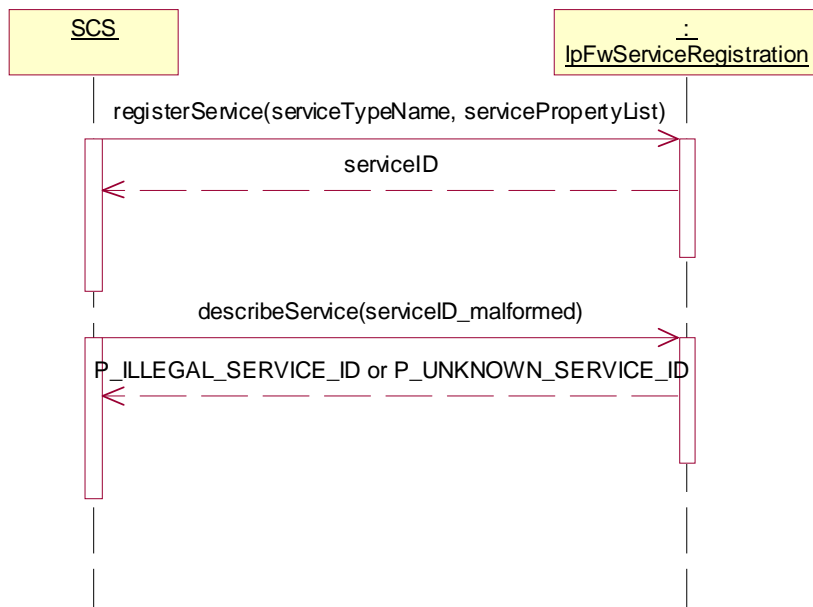 SCS
:
IpFwServiceRegistration
registerService(serviceTypeName, servicePropertyList)
serviceID
describeService(serviceID_malformed)
P_ILLEGAL_SERVICE_ID or P_UNKNOWN_SERVICE_ID